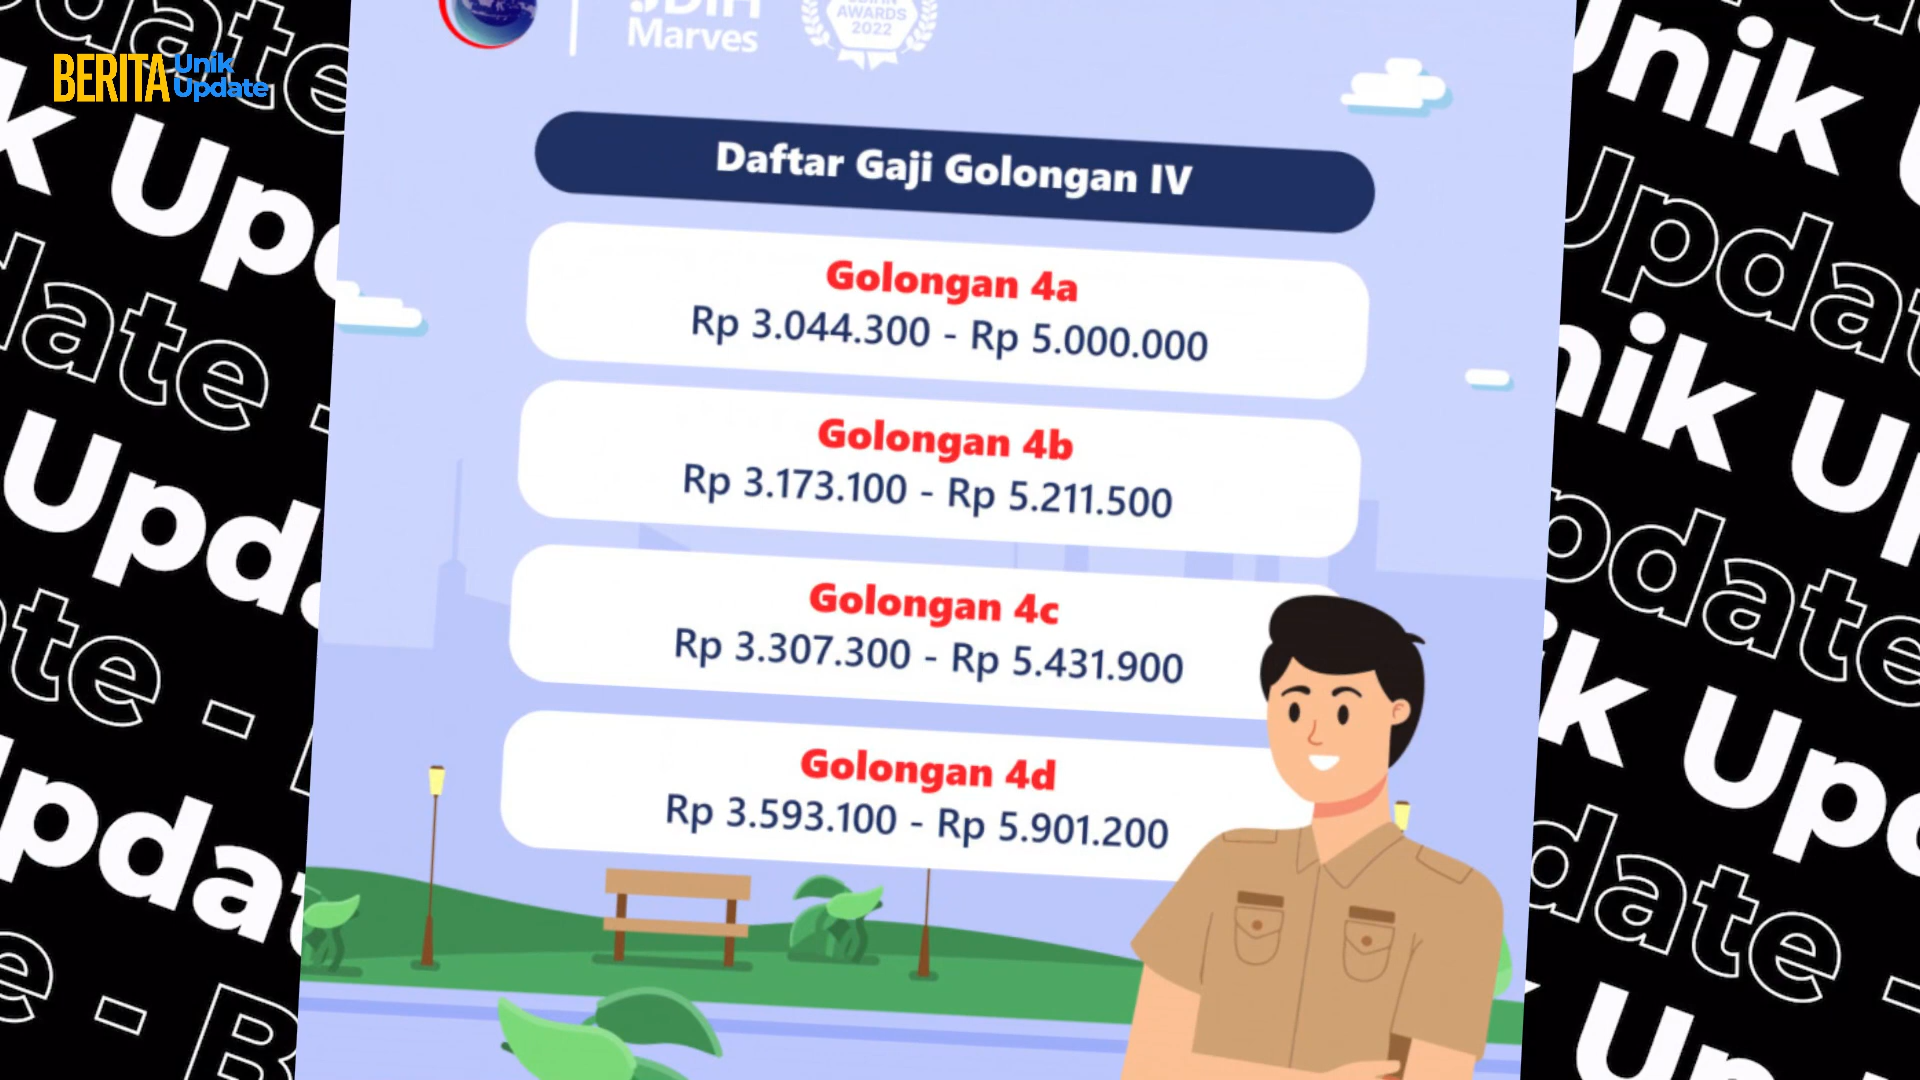 BERITA Unik Update
JDIH
Marves
AWARDS
2022
Daftar Gaji Golongan IV
Golongan 4a
Rp 3.044.300 - Rp 5.000.000
Golongan 4b
Rp 3.173.100 - Rp 5.211.500
Golongan 4c
Rp 3.307.300 - Rp 5.431.900
Golongan 4d
Rp 3.593.100 - Rp 5.901.200